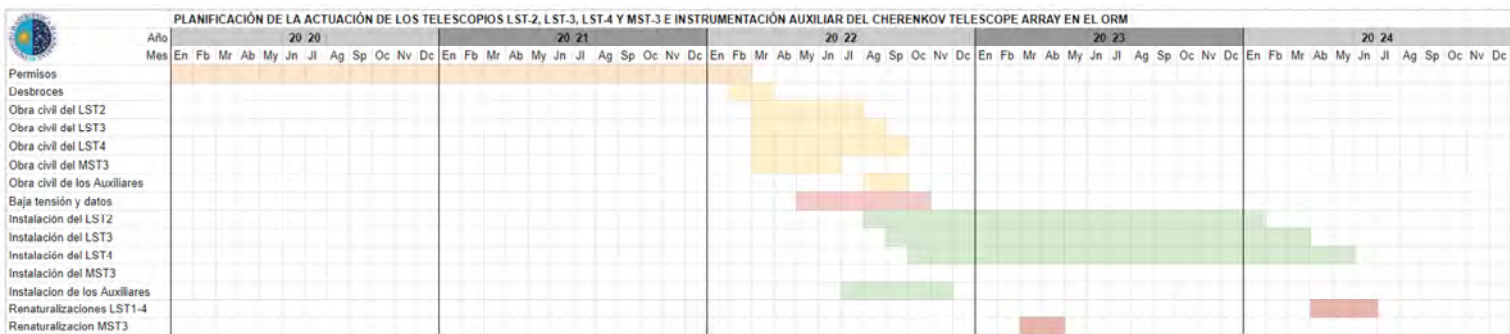 PLANIFICACIÓN DE LA ACTUACIÓN DE LOS TELESCOPIOS LST-2, LST-3, LST-4 Y MST-3 E INSTRUMENTACIÓN AUXILIAR DEL CHERENKOV TELESCOPE ARRAY EN EL ORM
Año 20 20 20 21 20 22 20 23 20 24
Mes En Fb Mr Ab My Jn Jl Ag Sp Oc Nv Dc En Fb Mr Ab My Jn Jl Ag Sp Oc Nv Dc En Fb Mr Ab My Jn Jl Ag Sp Oc Nv Dc En Fb Mr Ab My Jn Jl Ag Sp Oc Nv Dc En Fb Mr Ab My Jn Jl Ag Sp Oc Nv Dc
Permisos
Desbroces
Obra civil del LST2
Obra civil del LST3
Obra civil del LST4
Obra civil del MST3
Obra civil de los Auxiliares
Baja tensión y datos
Instalación del LST2
Instalación del LST3
Instalación del LST4
Instalación del MST3
Instalacion de los Auxiliares
Renaturalizaciones LST1-4
Renaturalizacion MST3